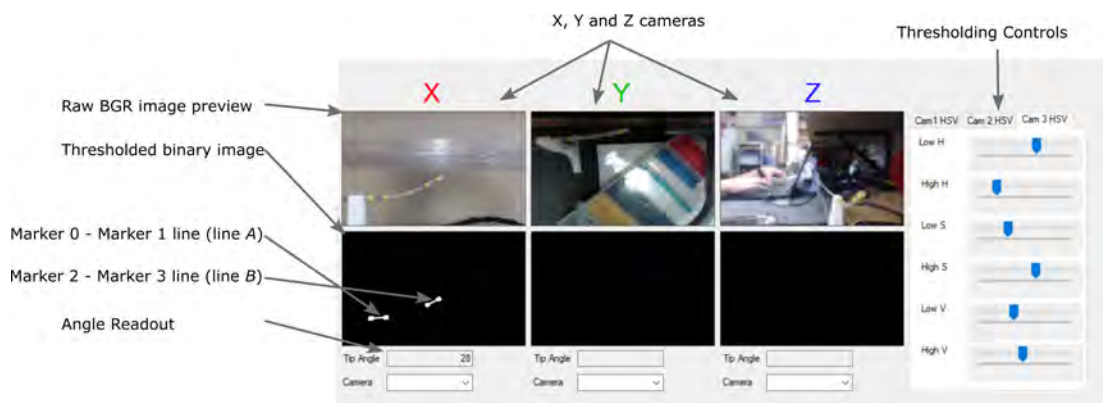 X, Y and Z cameras
Thresholding Controls
X
Y
Z
Raw BGR image preview
Cam1 HSV Cam 2 HSV Cam 3 HSV
Thresholded binary image
Low H
High H
Low S
Marker 0 - Marker 1 line (line A)
Marker 2 - Marker 3 line (line B)
High S
Low V
Angle Readout
High V
Tip Angle 28 Tip Angle Tip Angle
Camera Camera Camera